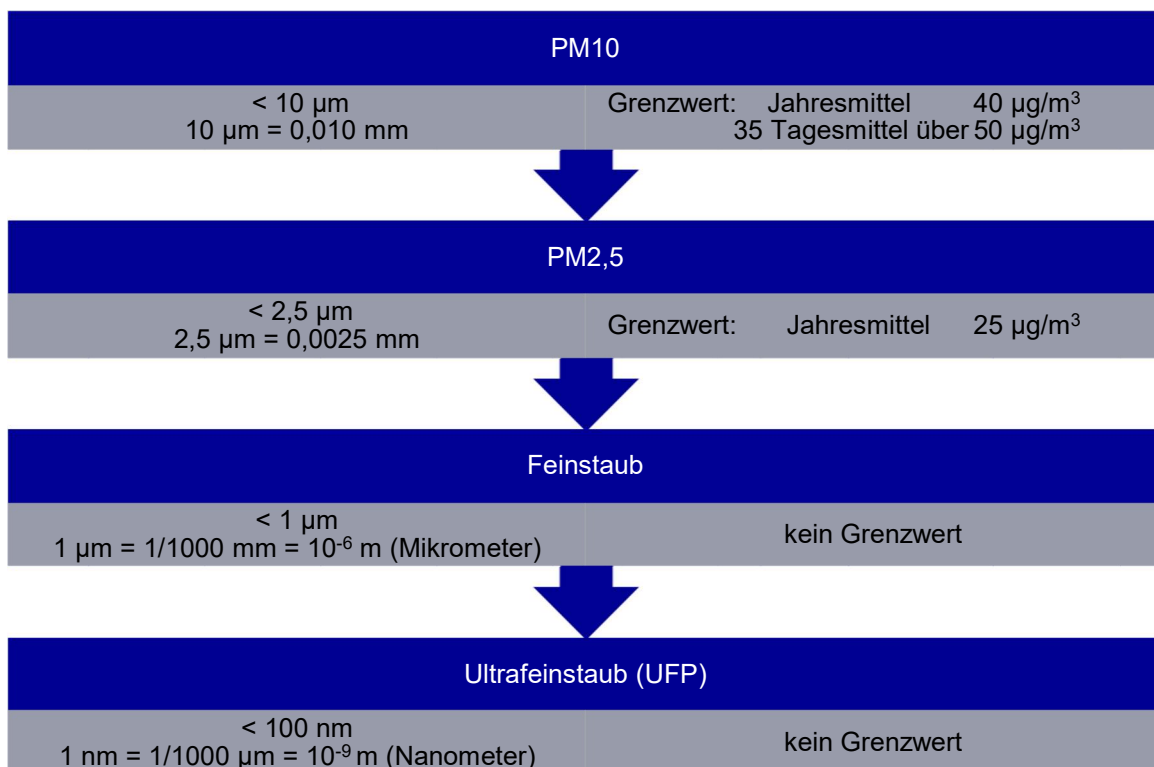 PM10
< 10 µm
10 µm = 0,010 mm
Grenzwert: Jahresmittel 40 µg/m³
35 Tagesmittel über 50 µg/m³
PM2,5
< 2,5 µm
2,5 µm = 0,0025 mm
Grenzwert: Jahresmittel 25 µg/m³
Feinstaub
< 1 µm
1 µm = 1/1000 mm = 10⁻⁶ m (Mikrometer)
kein Grenzwert
Ultrafeinstaub (UFP)
< 100 nm
1 nm = 1/1000 µm = 10⁻⁹ m (Nanometer)
kein Grenzwert